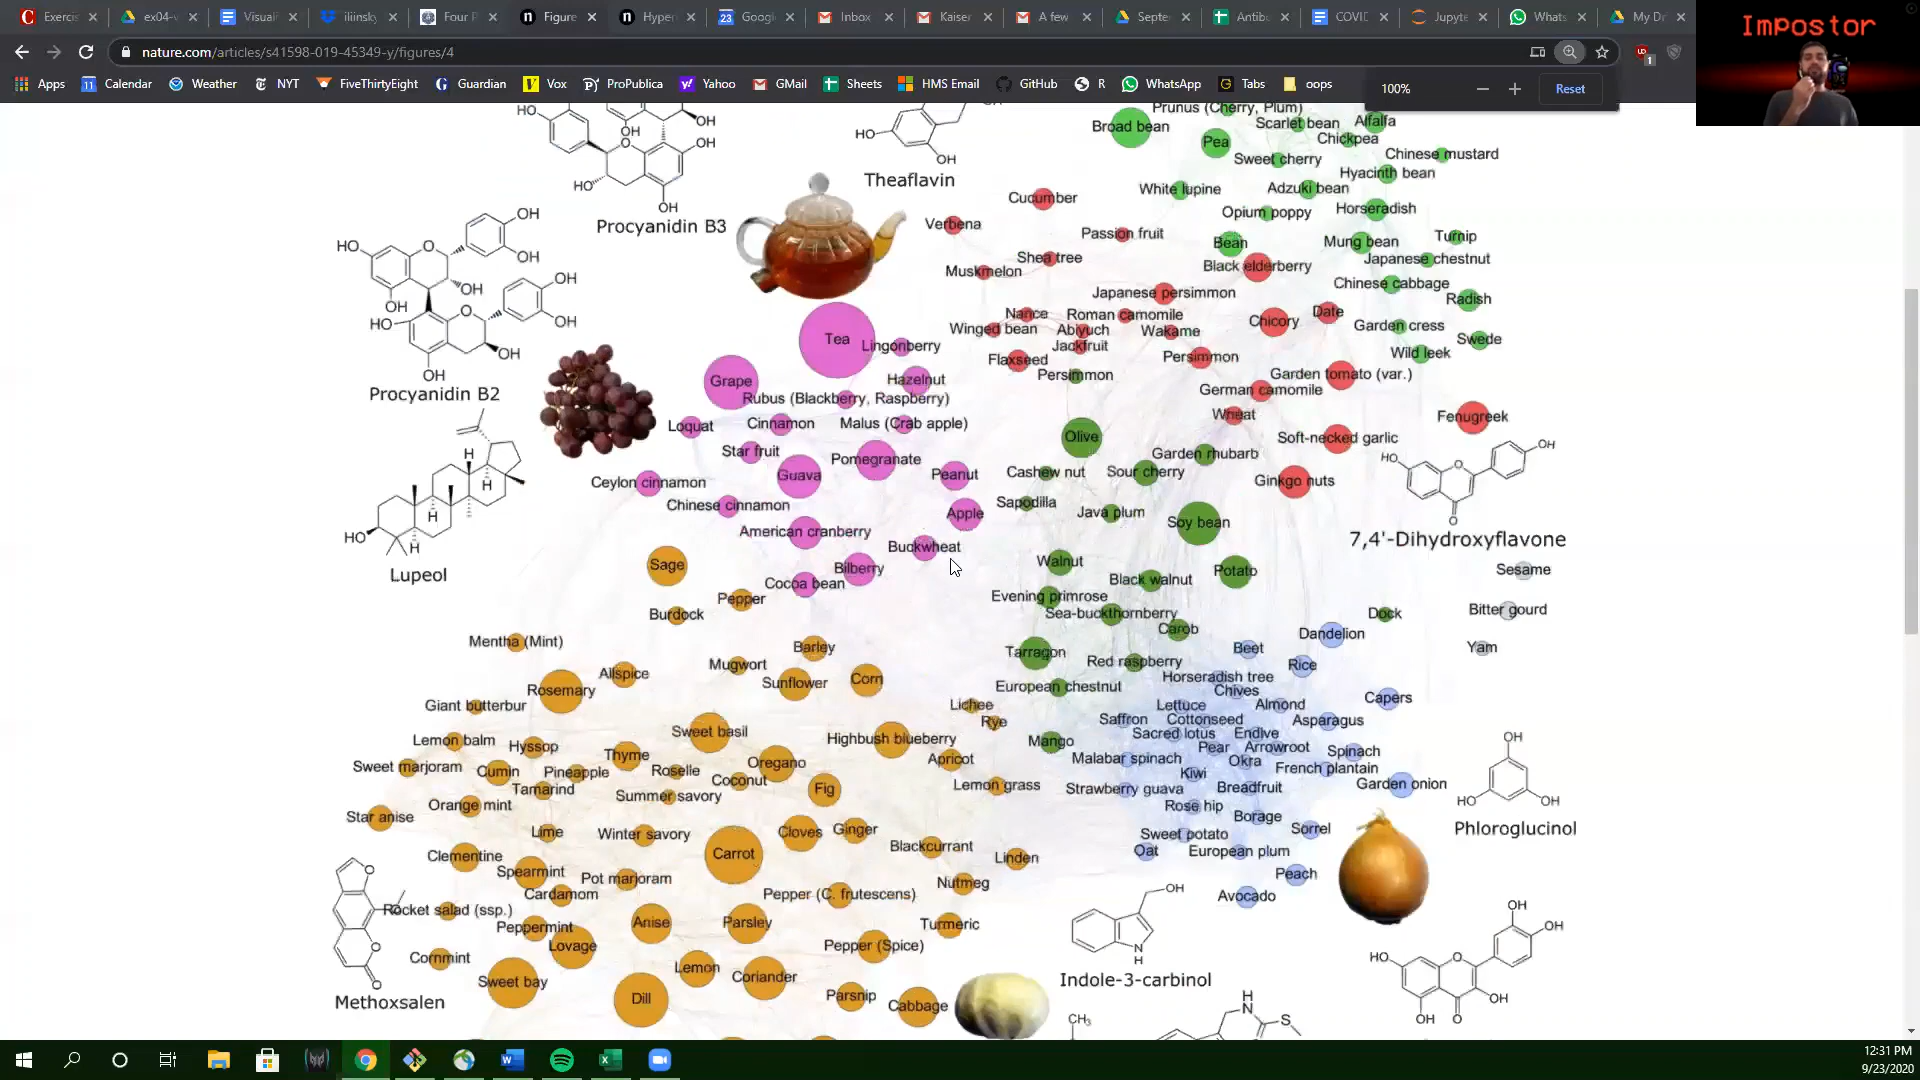 Exercis
ex04-v
Visuali
iliinsky
Four P
Figure
Hyperl
Googl
Inbox
Kaiser
A few
Septe
Antib
COVI
Jupyte
Whats
My Dr
Impostor
nature.com/articles/s41598-019-45349-y/figures/4
Apps
Calendar
Weather
NYT
FiveThirtyEight
Guardian
Vox
ProPublica
Yahoo
GMail
Sheets
HMS Email
GitHub
R
WhatsApp
Tabs
oops
100%
Reset
Prunus (Cherry, Plum)
Broad bean
Scarlet bean
Alfalfa
Pea
Chickpea
Sweet cherry
Chinese mustard
Hyacinth bean
Theaflavin
White lupine
Adzuki bean
Cucumber
Opium poppy
Horseradish
Procyanidin B3
Verbena
Passion fruit
Bean
Mung bean
Turnip
Shea tree
Black elderberry
Japanese chestnut
Muskmelon
Chinese cabbage
Japanese persimmon
Radish
Nance
Roman camomile
Chicory
Date
Garden cress
Winged bean
Abiyuch
Wakame
Swede
Tea
Lingonberry
Jackfruit
Wild leek
Flaxseed
Persimmon
Persimmon
Garden tomato (var.)
Grape
Hazelnut
German camomile
Procyanidin B2
Rubus (Blackberry, Raspberry)
Wheat
Fenugreek
Loquat
Cinnamon
Malus (Crab apple)
Olive
Soft-necked garlic
Star fruit
Pomegranate
Garden rhubarb
Guava
Peanut
Cashew nut
Sour cherry
Ginkgo nuts
Ceylon cinnamon
Sapodilla
Chinese cinnamon
Apple
Java plum
Soy bean
American cranberry
7,4'-Dihydroxyflavone
Buckwheat
Walnut
Sage
Bilberry
Black walnut
Potato
Sesame
Lupeol
Cocoa bean
Pepper
Evening primrose
Burdock
Sea-buckthornberry
Dock
Bitter gourd
Mentha (Mint)
Carob
Dandelion
Barley
Tarragon
Beet
Yam
Mugwort
Red raspberry
Rice
Allspice
Sunflower
Corn
Horseradish tree
Rosemary
European chestnut
Chives
Giant butterbur
Lichee
Lettuce
Almond
Capers
Rye
Saffron
Cottonseed
Asparagus
Sweet basil
Highbush blueberry
Sacred lotus
Endive
Lemon balm
Hyssop
Mango
Pear
Arrowroot
Spinach
Thyme
Oregano
Apricot
Malabar spinach
Okra
French plantain
Sweet marjoram
Cumin
Pineapple
Roselle
Coconut
Kiwi
Tamarind
Fig
Lemon grass
Strawberry guava
Breadfruit
Garden onion
Summer savory
Orange mint
Rose hip
Star anise
Borage
Lime
Winter savory
Cloves
Ginger
Sweet potato
Sorrel
Phloroglucinol
Clementine
Carrot
Blackcurrant
Linden
Oat
European plum
Spearmint
Pot marjoram
Peach
Cardamom
Pepper (C. frutescens)
Nutmeg
Avocado
Rocket salad (ssp.)
Peppermint
Anise
Parsley
Turmeric
Lovage
Pepper (Spice)
Cornmint
Lemon
Coriander
Indole-3-carbinol
Sweet bay
Methoxsalen
Dill
Parsnip
Cabbage
12:31 PM
9/23/2020